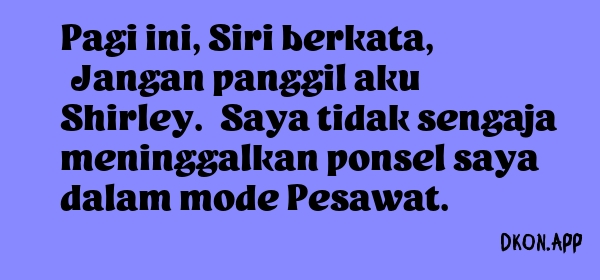 Pagi ini, Siri berkata,
Jangan panggil aku
Shirley.  Saya tidak sengaja
meninggalkan ponsel saya
dalam mode Pesawat.
DKON.APP